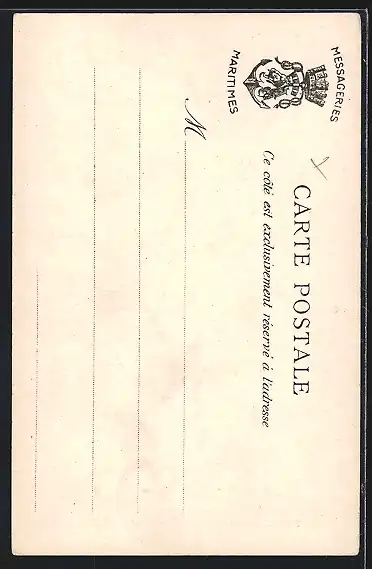 MESSAGERIES
MARITIMES
CARTE POSTALE
Ce côté est exclusivement réservé à l'adresse
M